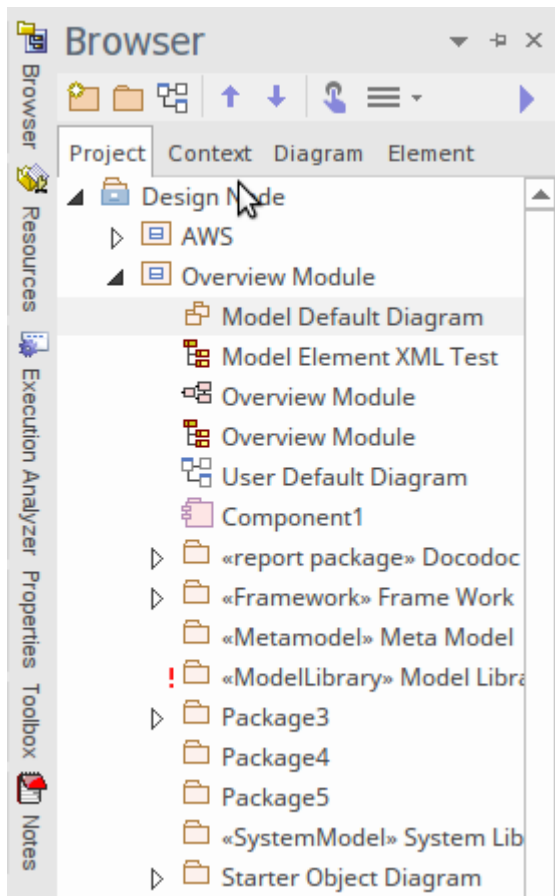 Browser
Project Context Diagram Element
Design Node
AWS
Overview Module
Model Default Diagram
Model Element XML Test
Overview Module
Overview Module
User Default Diagram
Component1
«report package» Docodoc
«Framework» Frame Work
«Metamodel» Meta Model
! «ModelLibrary» Model Libra
Package3
Package4
Package5
«SystemModel» System Lib
Starter Object Diagram
Browser
Resources
Execution Analyzer
Properties
Toolbox
Notes